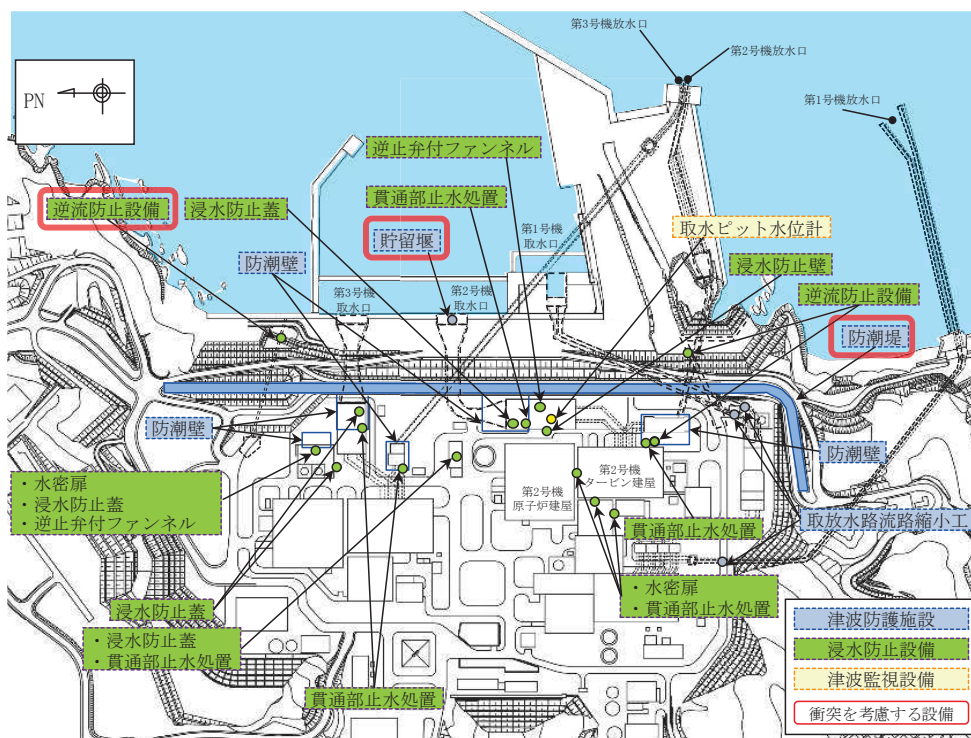 第3号機放水口
第2号機放水口
第1号機放水口
PN
逆止弁付ファンネル
貫通部止水処置
逆流防止設備
浸水防止蓋
貯留堰
第1号機
取水口
取水ピット水位計
防潮壁
浸水防止壁
第3号機
取水口
第2号機
取水口
逆流防止設備
防潮堤
防潮壁
防潮壁
・水密扉
・浸水防止蓋
・逆止弁付ファンネル
第2号機
タービン建屋
第2号機
原子炉建屋
貫通部止水処置
取放水路流路縮小工
・水密扉
・貫通部止水処置
浸水防止蓋
・浸水防止蓋
・貫通部止水処置
貫通部止水処置
津波防護施設
浸水防止設備
津波監視設備
衝突を考慮する設備